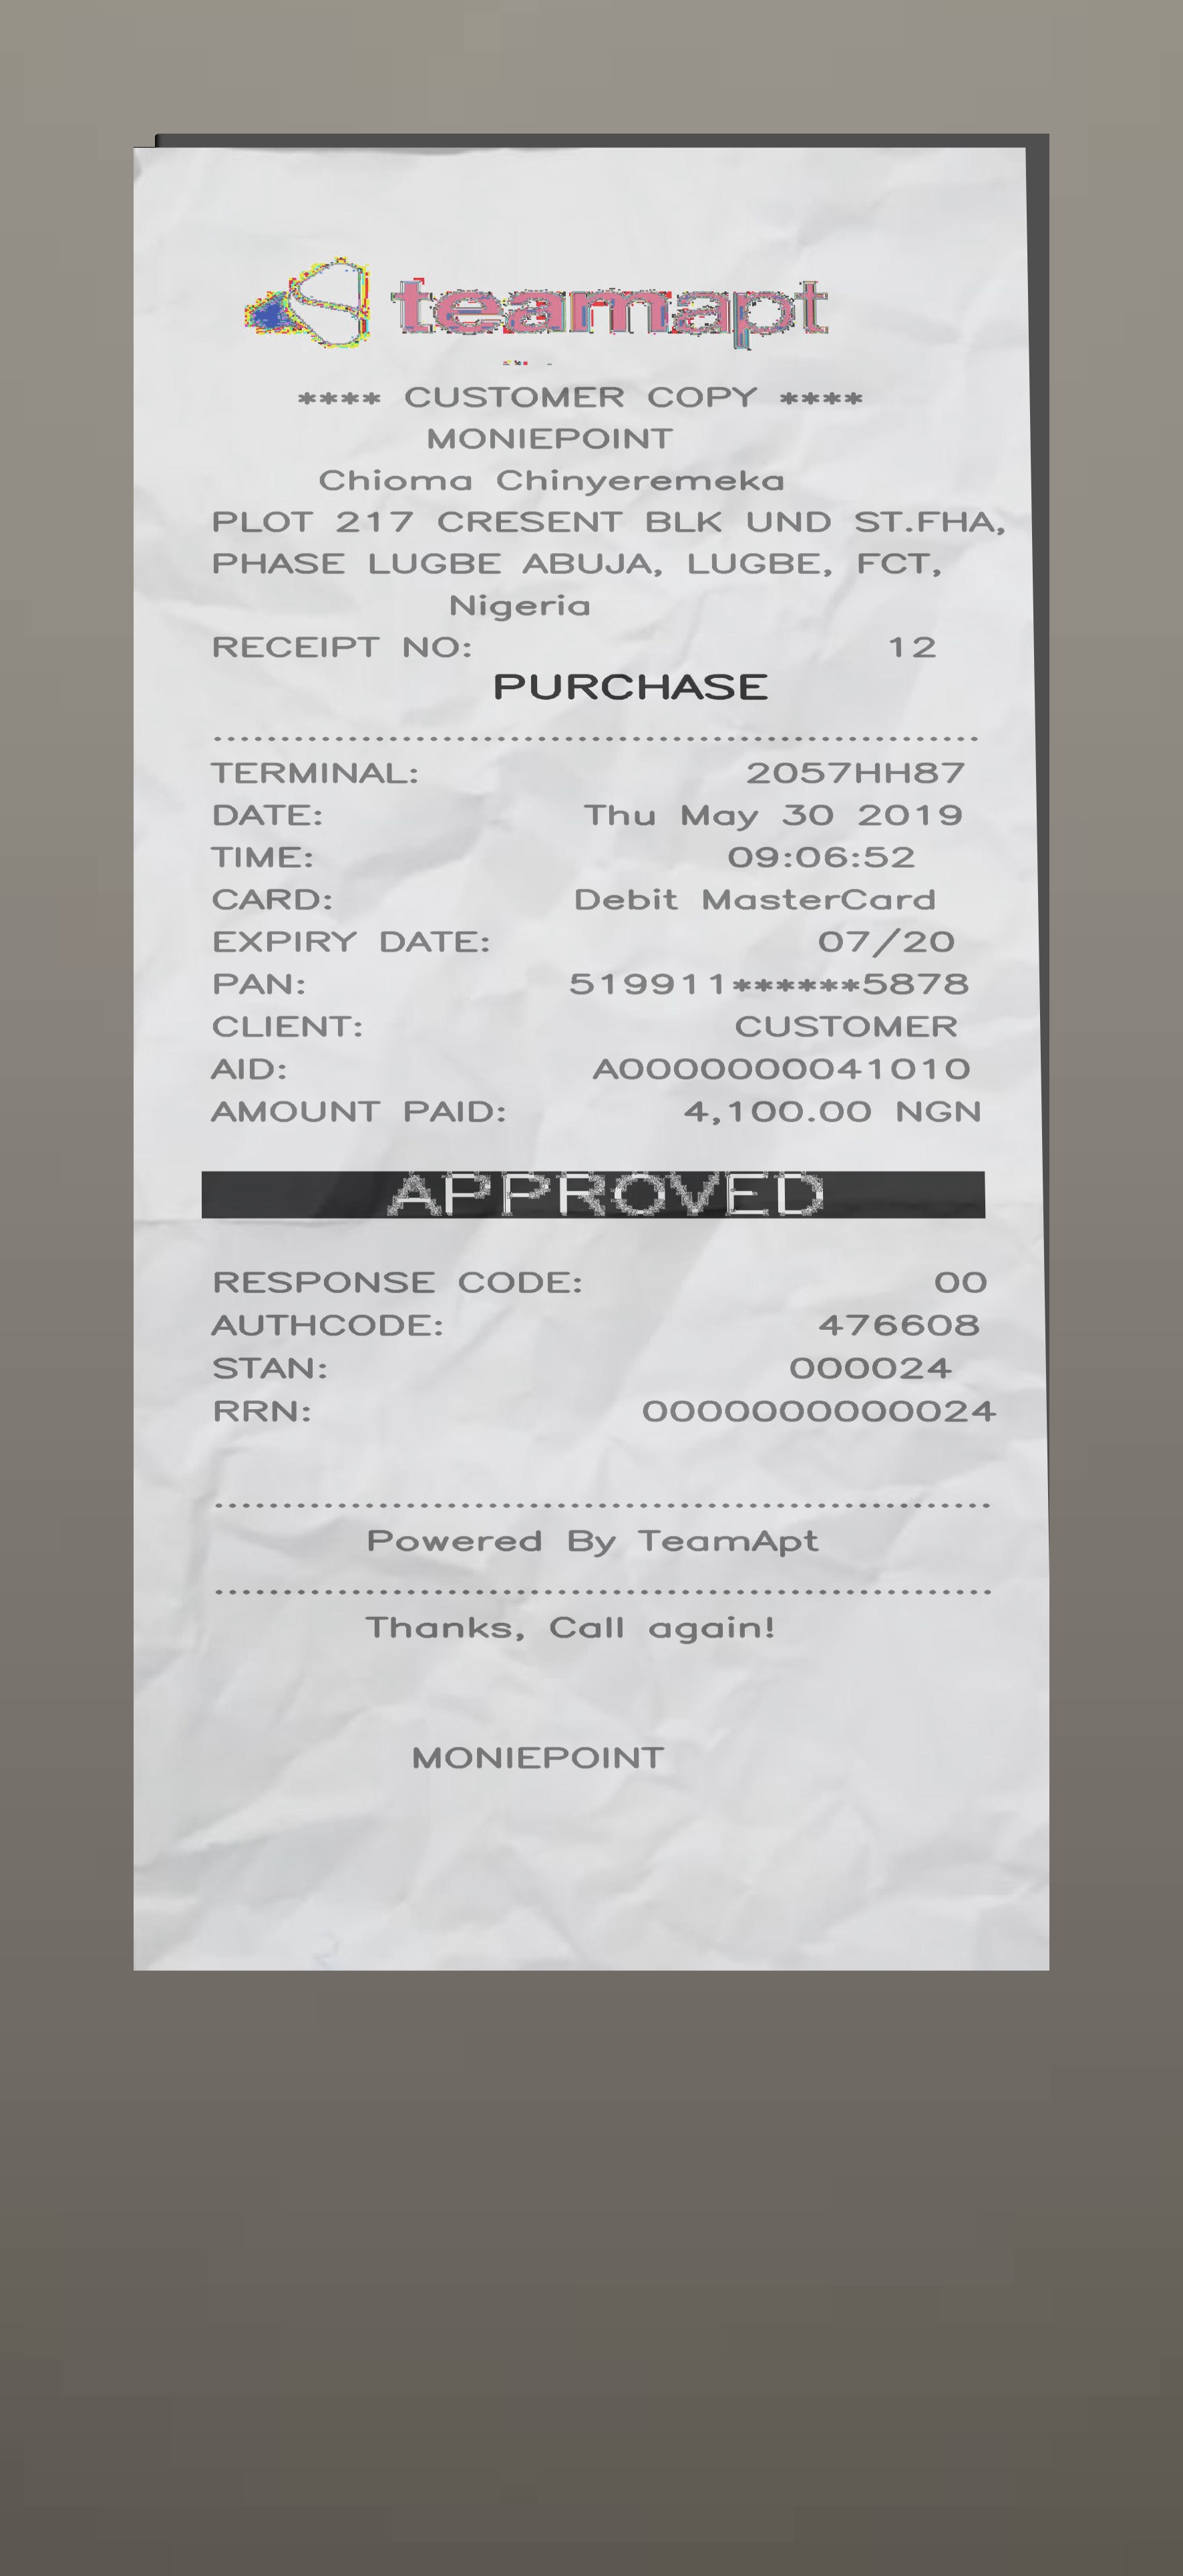 teamapt
**** CUSTOMER COPY ****
MONIEPOINT
Chioma Chinyeremeka
PLOT 217 CRESENT BLK UND ST.FHA,
PHASE LUGBE ABUJA, LUGBE, FCT,
Nigeria
RECEIPT NO: 12
PURCHASE
TERMINAL: 2057HH87
DATE: Thu May 30 2019
TIME: 09:06:52
CARD: Debit MasterCard
EXPIRY DATE: 07/20
PAN: 519911******5878
CLIENT: CUSTOMER
AID: A0000000041010
AMOUNT PAID: 4,100.00 NGN
APPROVED
RESPONSE CODE: 00
AUTHCODE: 476608
STAN: 000024
RRN: 000000000024
Powered By TeamApt
Thanks, Call again!
MONIEPOINT